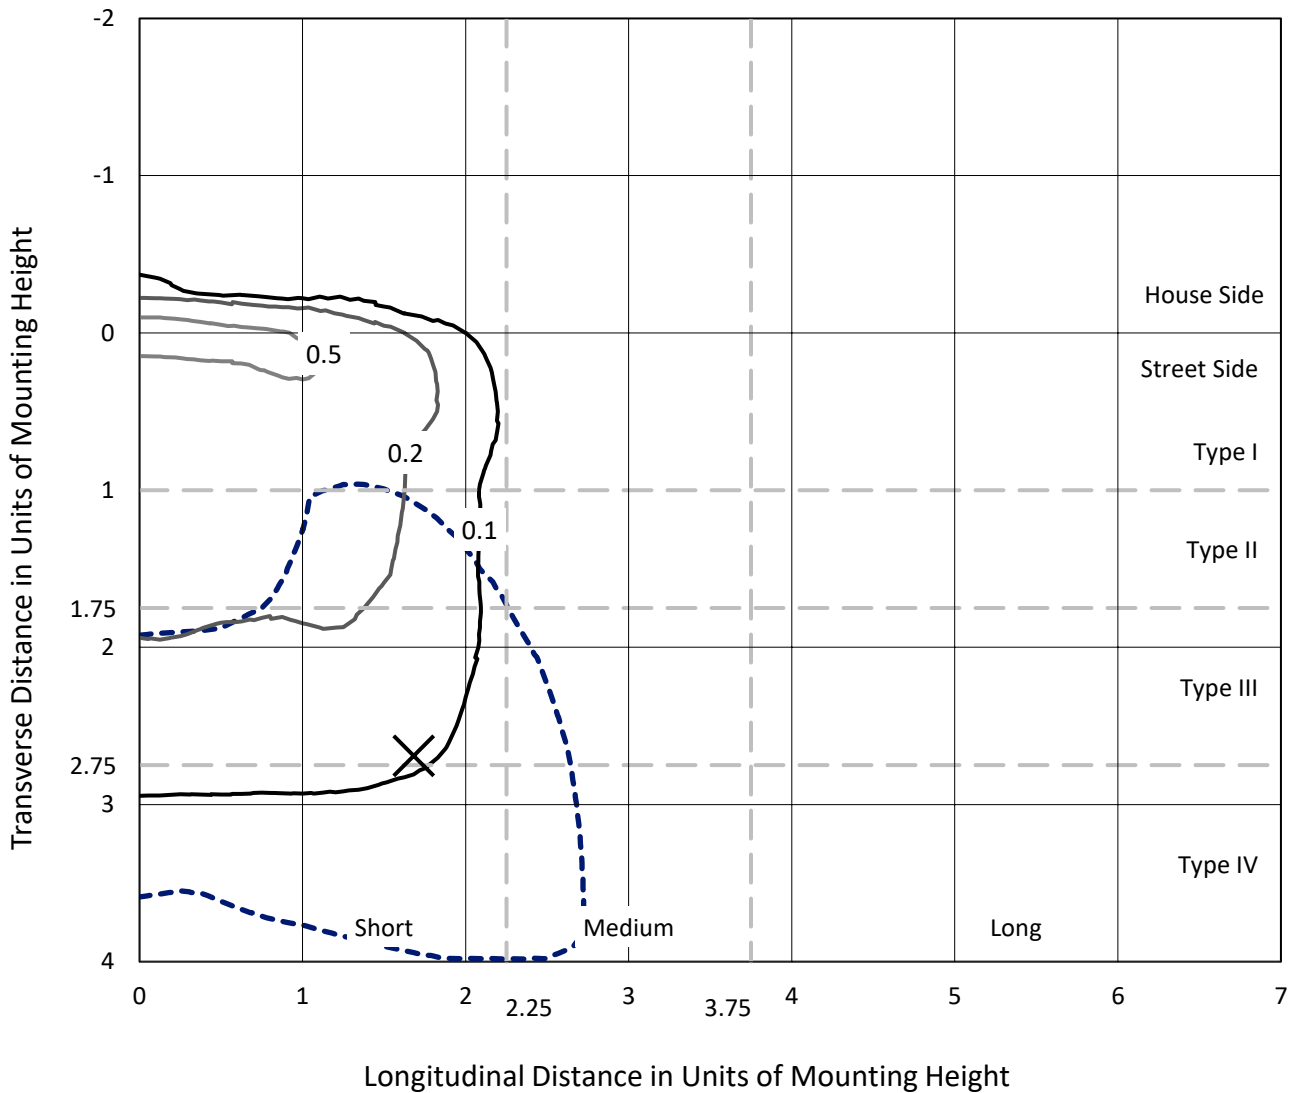 -2
-1
House Side
0
0.5
Street Side
0.2
Type I
1
0.1
Type II
1.75
2
Type III
2.75
3
Type IV
Short
Medium
Long
4
0
1
2
2.25
3
3.75
4
5
6
7
Transverse Distance in Units of Mounting Height
Longitudinal Distance in Units of Mounting Height